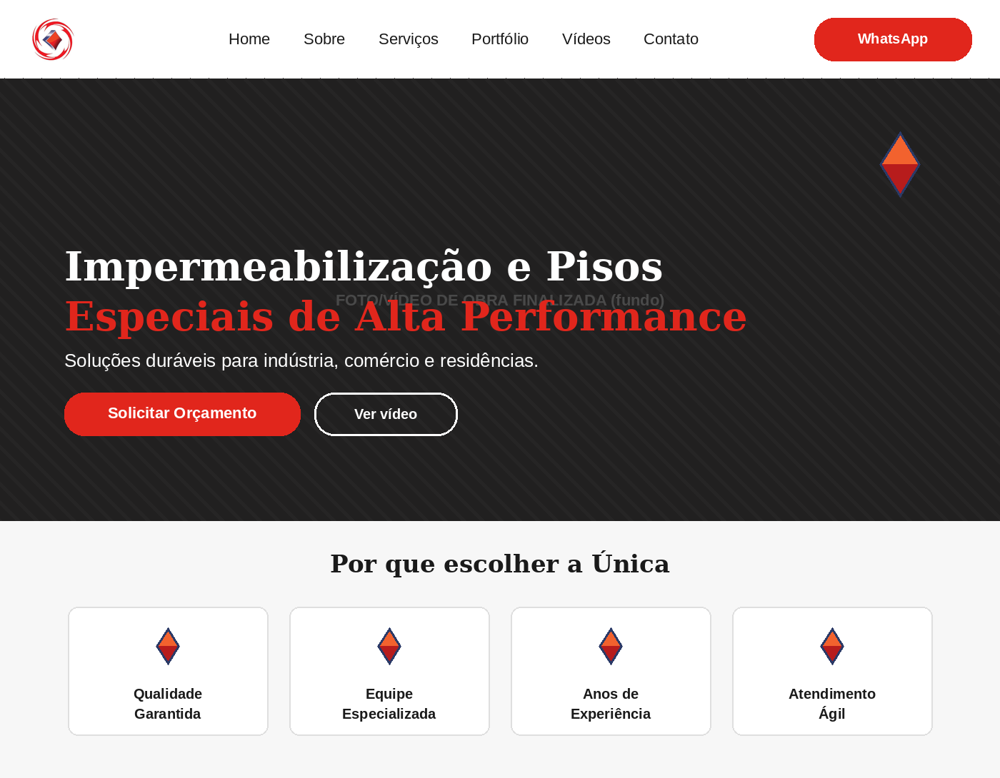 Home Sobre Serviços Portfólio Vídeos Contato WhatsApp
Impermeabilização e Pisos
FOTO/VÍDEO DE OBRA FINALIZADA (fundo)
Especiais de Alta Performance
Soluções duráveis para indústria, comércio e residências.
Solicitar Orçamento Ver vídeo
Por que escolher a Única
Qualidade
Garantida
Equipe
Especializada
Anos de
Experiência
Atendimento
Ágil